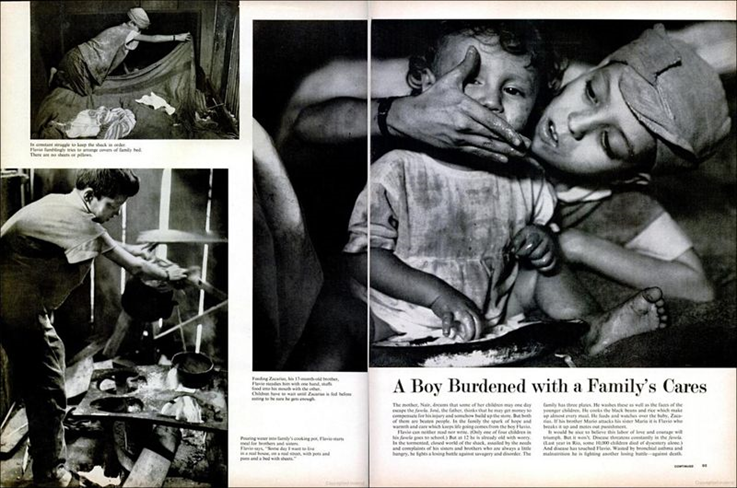 In constant struggle to keep the shack in order.
Flavio fumblingly tries to arrange covers of family bed.
There are no sheets or pillows.
Feeding Zacarias, his 17-month-old brother,
Flavio steadies him with one hand, stuffs
food into his mouth with the other.
Children have to wait until Zacarias is fed before
eating to be sure he gets enough.
Pouring water into family's cooking pot, Flavio starts
meal for brothers and sisters.
Flavio says, "Some day I want to live
in a real house, on a real street, with pots and
pans and a bed with sheets."
A Boy Burdened with a Family's Cares
The mother, Nair, dreams that some of her children may one day
escape the favela. José, the father, thinks that he may get money to
compensate for his injury and somehow build up the store. But both
of them are beaten people. In the family the spark of hope and
warmth and care which keeps life going comes from the boy Flavio.
Flavio can neither read nor write. (Only one of four children in
his favela goes to school.) But at 12 he is already old with worry.
In the tormented, closed world of the shack, assailed by the needs
and complaints of his sisters and brothers who are always a little
hungry, he fights a losing battle against savagery and disorder. The
family has three plates. He washes these as well as the faces of the
younger children. He cooks the black beans and rice which make
up almost every meal. He feeds and watches over the baby, Zaca-
rias. If his brother Mario attacks his sister Maria it is Flavio who
breaks it up and metes out punishment.
It would be nice to believe this labor of love and courage will
triumph. But it won't. Disease threatens constantly in the favela.
(Last year in Rio, some 10,000 children died of dysentery alone.)
And disease has touched Flavio. Wasted by bronchial asthma and
malnutrition he is fighting another losing battle—against death.
CONTINUED